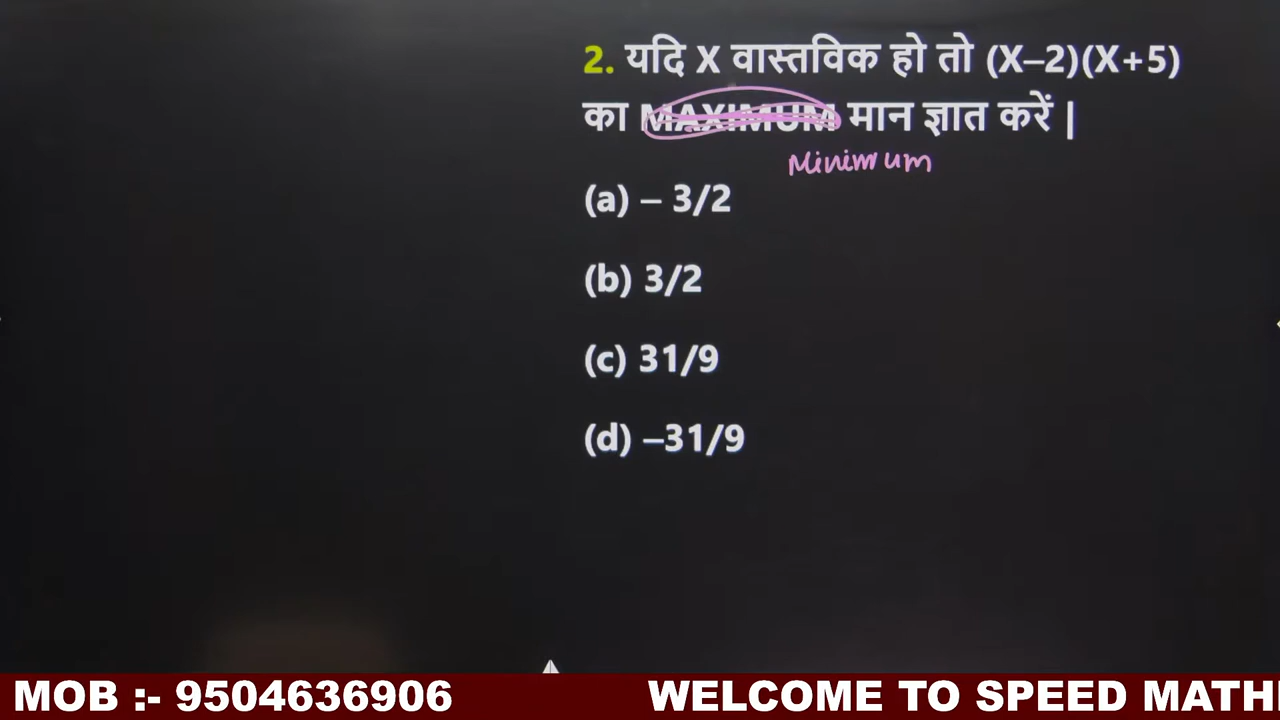 2. यदि X वास्तविक हो तो (X–2)(X+5)
का MAXIMUM मान ज्ञात करें |
Minimum
(a) – 3/2
(b) 3/2
(c) 31/9
(d) –31/9
MOB :- 9504636906 WELCOME TO SPEED MATH